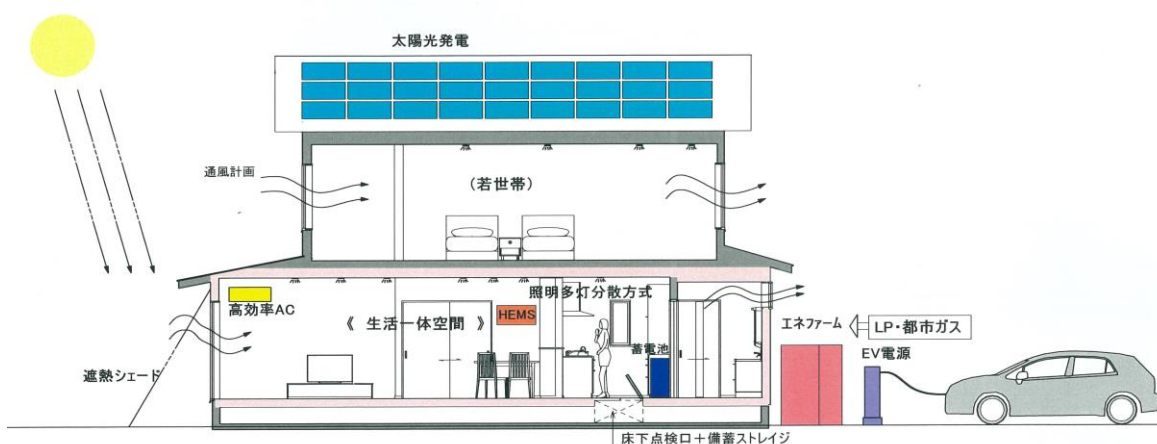 太陽光発電
通風計画
(若世帯)
照明多灯分散方式
高効率AC
《 生活一体空間 》
HEMS
エネファーム
LP・都市ガス
EV電源
蓄電池
遮熱シェード
床下点検口+備蓄ストレイジ